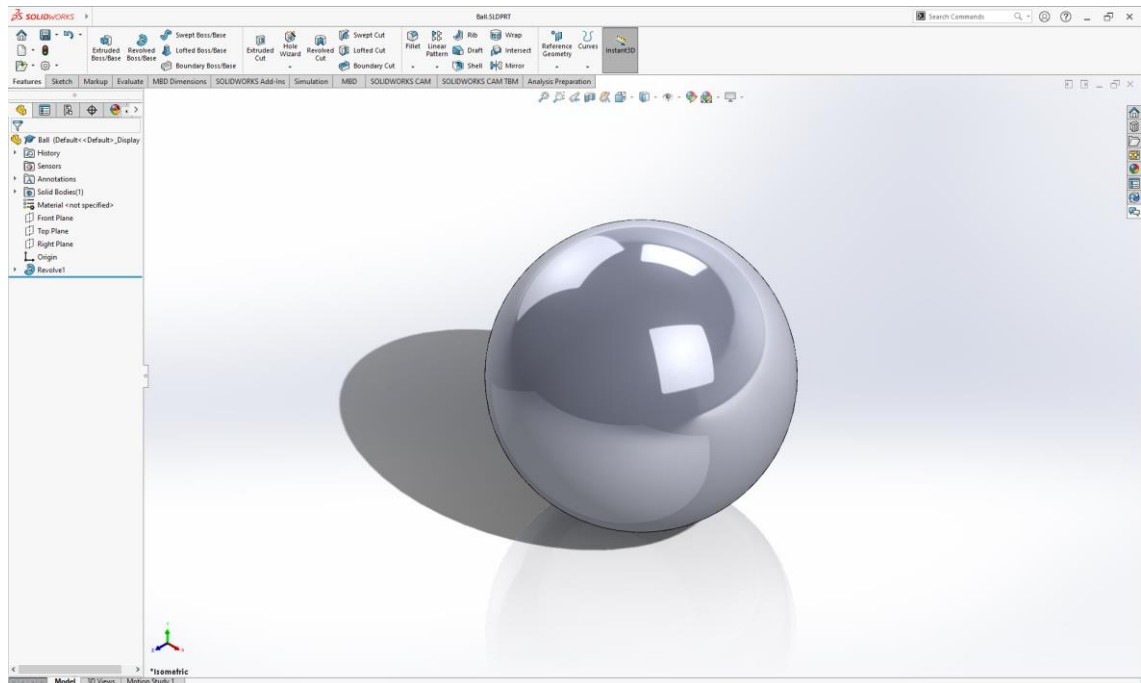 SOLIDWORKS
Ball.SLDPRT
Search Commands
Extruded Boss/Base
Revolved Boss/Base
Swept Boss/Base
Lofted Boss/Base
Boundary Boss/Base
Extruded Cut
Hole Wizard
Revolved Cut
Swept Cut
Lofted Cut
Boundary Cut
Fillet
Linear Pattern
Rib
Draft
Shell
Wrap
Intersect
Mirror
Reference Geometry
Curves
Instant3D
Features Sketch Markup Evaluate MBD Dimensions SOLIDWORKS Add-Ins Simulation MBD SOLIDWORKS CAM SOLIDWORKS CAM TBM Analysis Preparation
Ball (Default<<Default>_Display
History
Sensors
Annotations
Solid Bodies(1)
Material <not specified>
Front Plane
Top Plane
Right Plane
Origin
Revolve1
*Isometric
Model 3D Views Motion Study 1